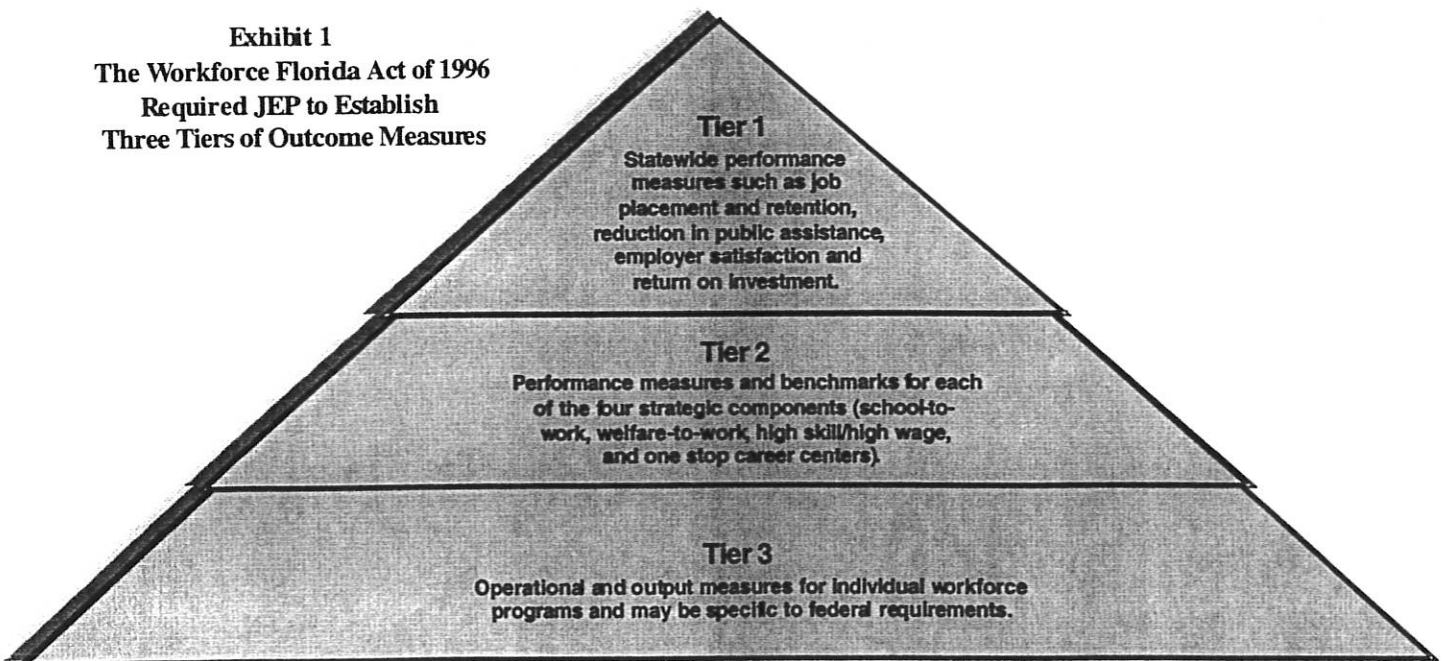 Exhibit 1
The Workforce Florida Act of 1996
Required JEP to Establish
Three Tiers of Outcome Measures
Tier 1
Statewide performance
measures such as job
placement and retention,
reduction in public assistance,
employer satisfaction and
return on investment.
Tier 2
Performance measures and benchmarks for each
of the four strategic components (school-to-
work, welfare-to-work, high skill/high wage,
and one stop career centers).
Tier 3
Operational and output measures for individual workforce
programs and may be specific to federal requirements.